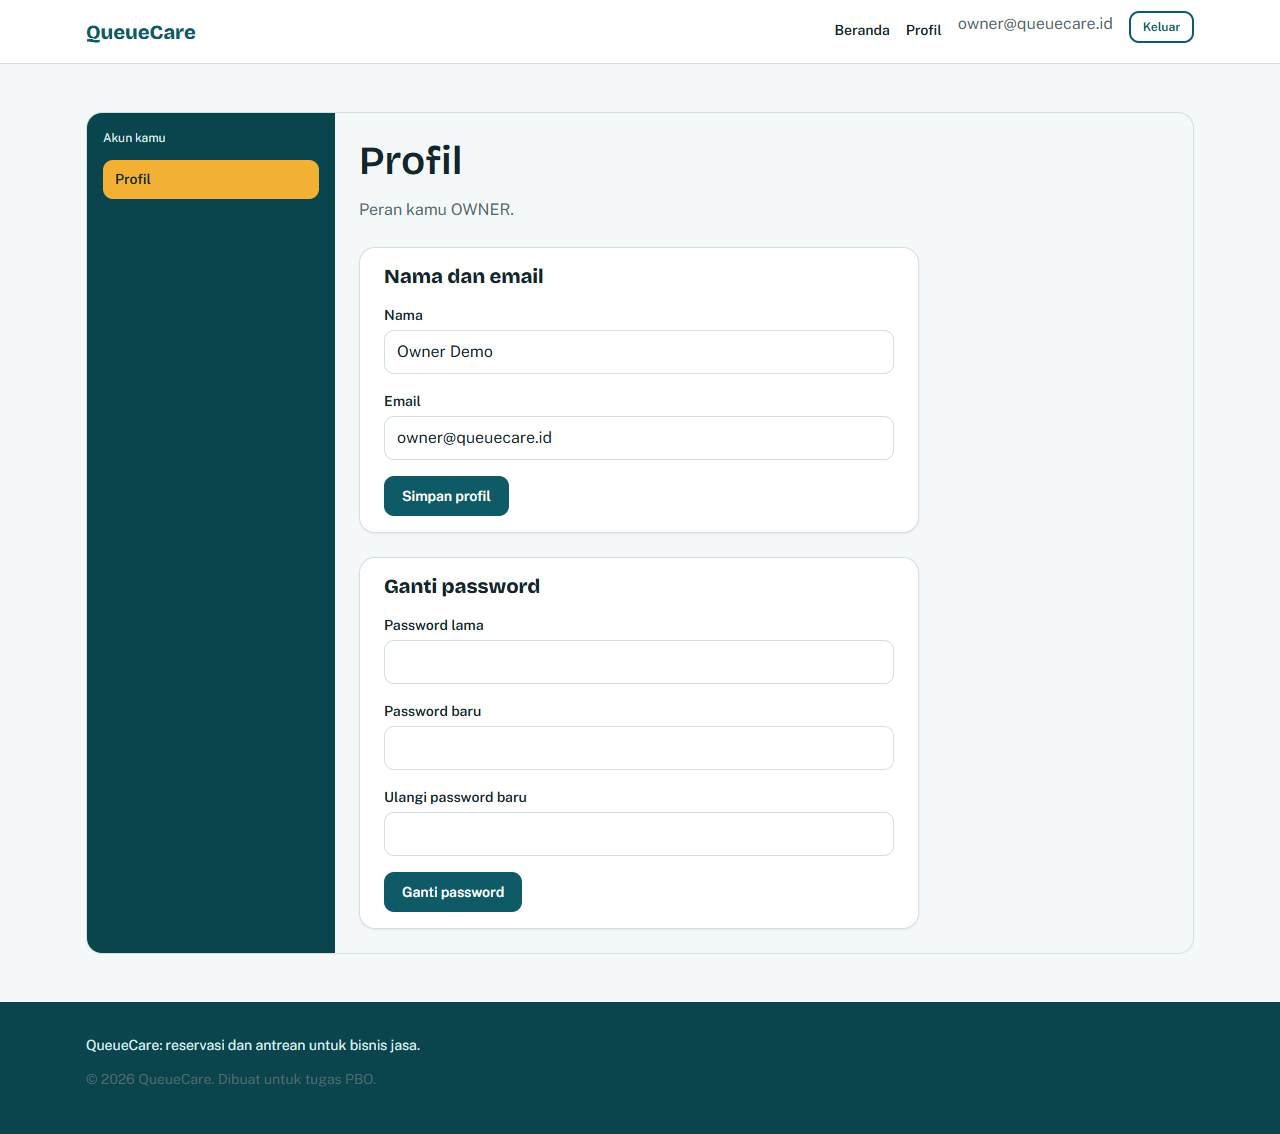 QueueCare
Beranda Profil owner@queuecare.id Keluar
Akun kamu
Profil
Profil
Peran kamu OWNER.
Nama dan email
Nama
Owner Demo
Email
owner@queuecare.id
Simpan profil
Ganti password
Password lama
Password baru
Ulangi password baru
Ganti password
QueueCare: reservasi dan antrean untuk bisnis jasa.
© 2026 QueueCare. Dibuat untuk tugas PBO.